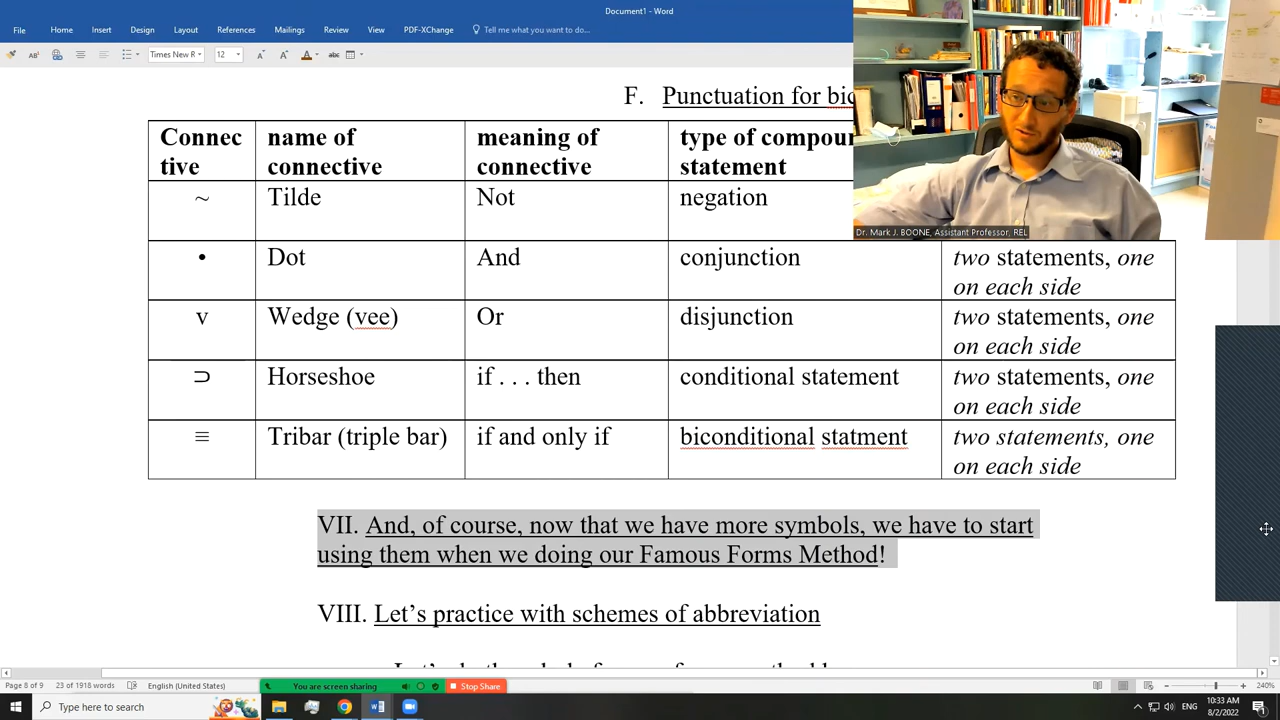 Document1 - Word
File Home Insert Design Layout References Mailings Review View PDF-XChange Tell me what you want to do...
Times New R 12
F. Punctuation for bic
Connec
tive
name of
connective
meaning of
connective
type of compour
statement
~ Tilde Not negation
• Dot And conjunction two statements, one
on each side
v Wedge (vee) Or disjunction two statements, one
on each side
⊃ Horseshoe if . . . then conditional statement two statements, one
on each side
≡ Tribar (triple bar) if and only if biconditional statment two statements, one
on each side
VII. And, of course, now that we have more symbols, we have to start
using them when we doing our Famous Forms Method!
VIII. Let's practice with schemes of abbreviation
Dr. Mark J. BOONE, Assistant Professor, REL
Page 8 of 9 23 of 1918 words English (United States) You are screen sharing Stop Share 240%
Type here to search
10:33 AM
8/2/2022